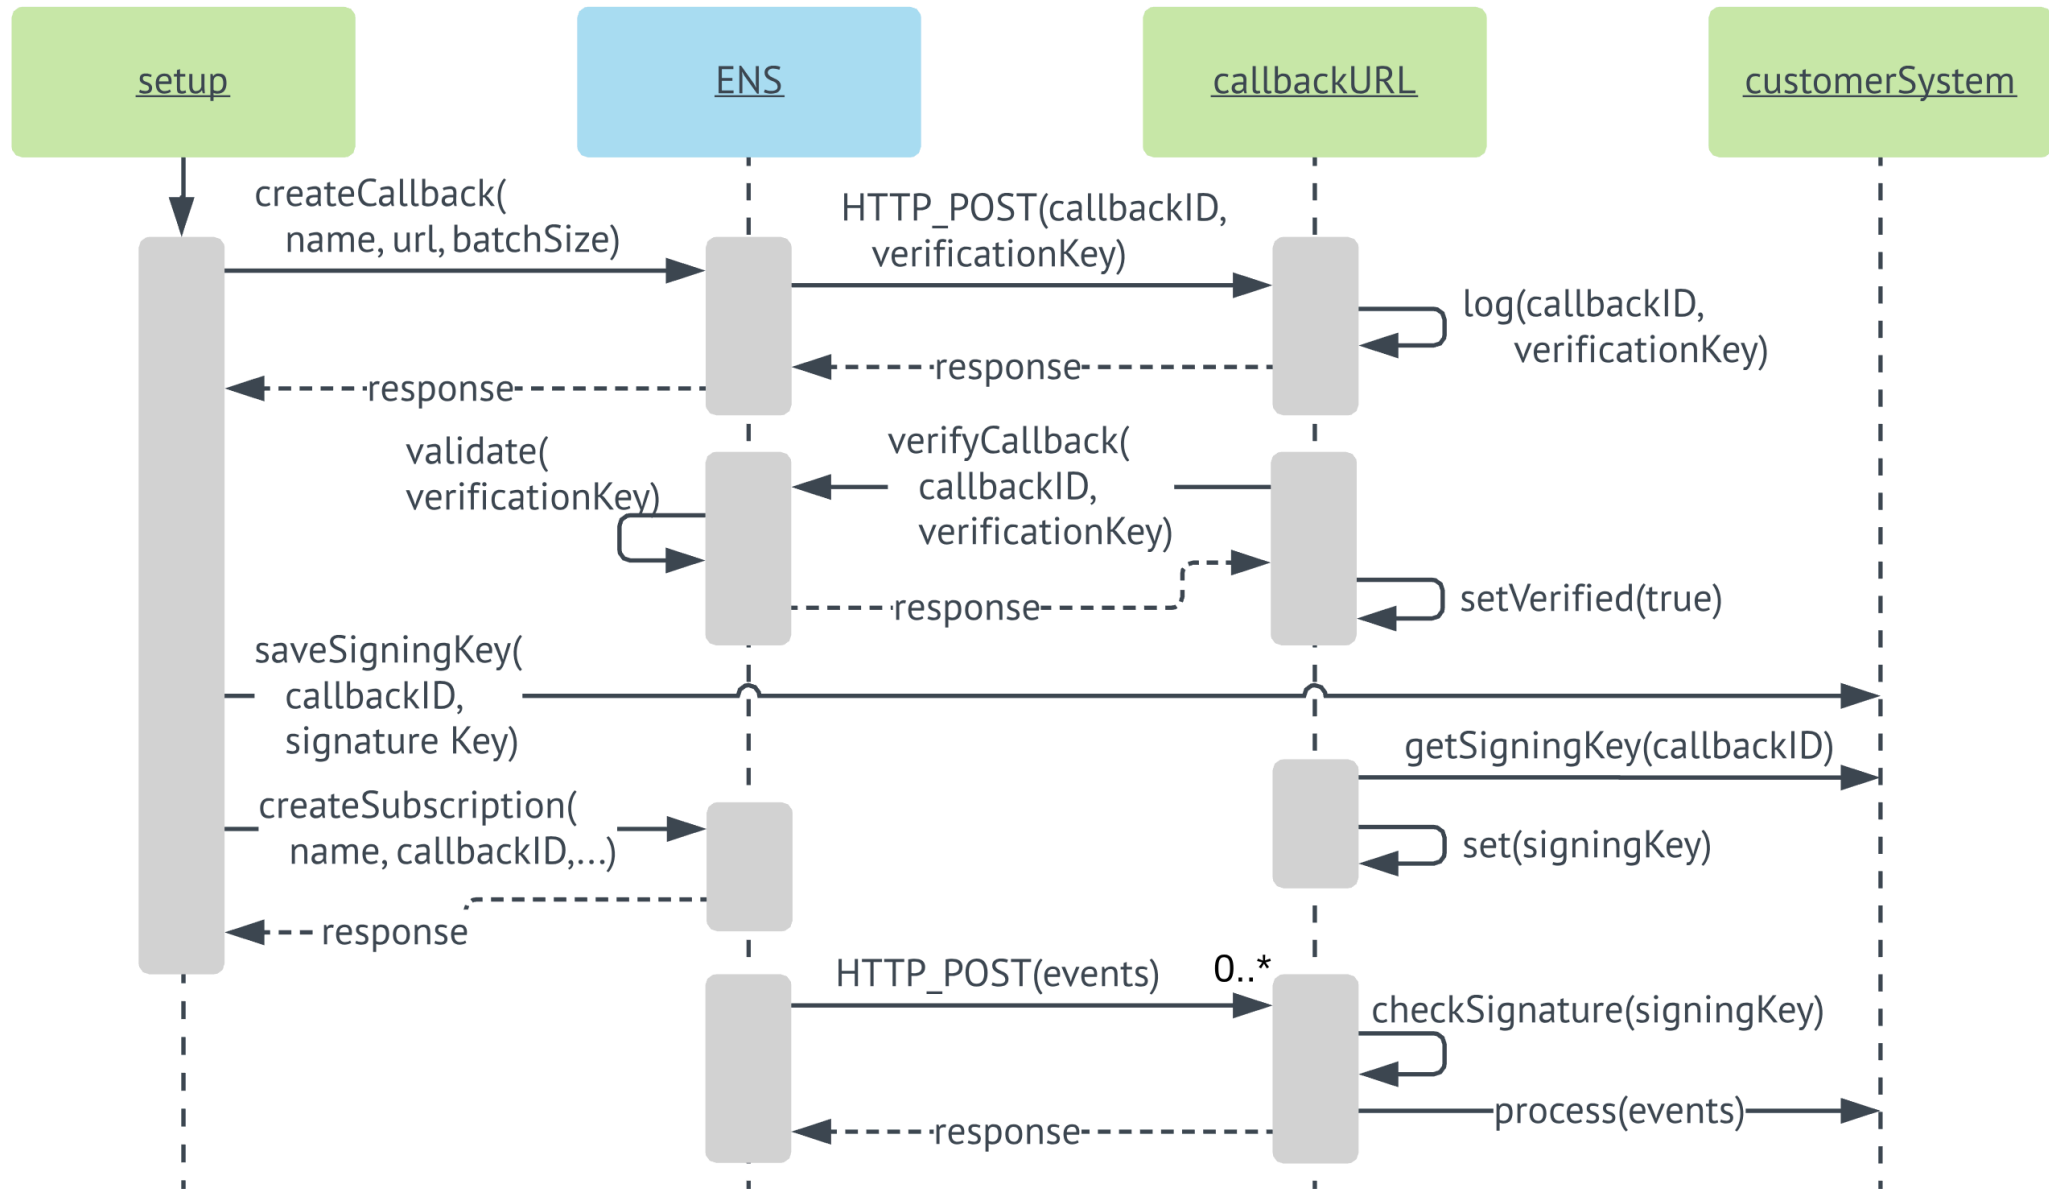 setup
ENS
callbackURL
customerSystem
createCallback(
name, url, batchSize)
HTTP_POST(callbackID,
verificationKey)
log(callbackID,
verificationKey)
response
response
validate(
verificationKey)
verifyCallback(
callbackID,
verificationKey)
response
setVerified(true)
saveSigningKey(
callbackID,
signature Key)
getSigningKey(callbackID)
createSubscription(
name, callbackID,...)
set(signingKey)
response
HTTP_POST(events)
0..*
checkSignature(signingKey)
process(events)
response